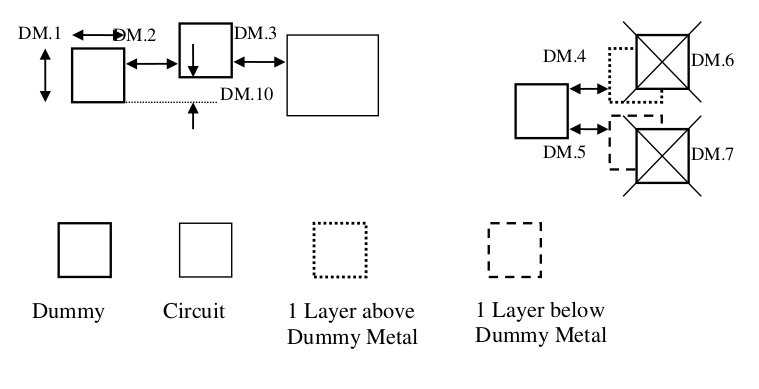 DM.1
DM.2
DM.3
DM.10
DM.4
DM.6
DM.5
DM.7
Dummy
Circuit
1 Layer above
Dummy Metal
1 Layer below
Dummy Metal